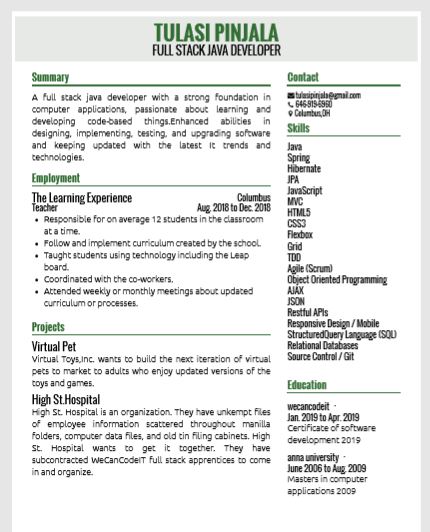 TULASI PINJALA
FULL STACK JAVA DEVELOPER
Summary
A full stack java developer with a strong foundation in
computer applications, passionate about learning and
developing code-based things.Enhanced abilities in
designing, implementing, testing, and upgrading software
and keeping updated with the latest It trends and
technologies.
Employment
The Learning Experience Columbus
Teacher Aug. 2018 to Dec. 2018
• Responsible for on average 12 students in the classroom
at a time.
• Follow and implement curriculum created by the school.
• Taught students using technology including the Leap
board.
• Coordinated with the co-workers.
• Attended weekly or monthly meetings about updated
curriculum or processes.
Projects
Virtual Pet
Virtual Toys,Inc. wants to build the next iteration of virtual
pets to market to adults who enjoy updated versions of the
toys and games.
High St.Hospital
High St. Hospital is an organization. They have unkempt files
of employee information scattered throughout manilla
folders, computer data files, and old tin filing cabinets. High
St. Hospital wants to get it together. They have
subcontracted WeCanCodeIT full stack apprentices to come
in and organize.
Contact
tulasipinjala@gmail.com
646-919-6960
Columbus,OH
Skills
Java
Spring
Hibernate
JPA
JavaScript
MVC
HTML5
CSS3
Flexbox
Grid
TDD
Agile (Scrum)
Object Oriented Programming
AJAX
JSON
Restful APIs
Responsive Design / Mobile
StructuredQuery Language (SQL)
Relational Databases
Source Control / Git
Education
wecancodeit -
Jan. 2019 to Apr. 2019
Certificate of software
development 2019
anna university -
June 2006 to Aug. 2009
Masters in computer
applications 2009